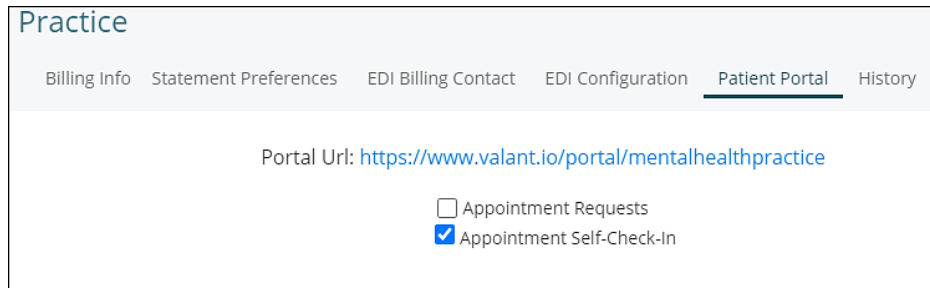 Practice
Billing Info Statement Preferences EDI Billing Contact EDI Configuration Patient Portal History
Portal Url: https://www.valant.io/portal/mentalhealthpractice
Appointment Requests
Appointment Self-Check-In